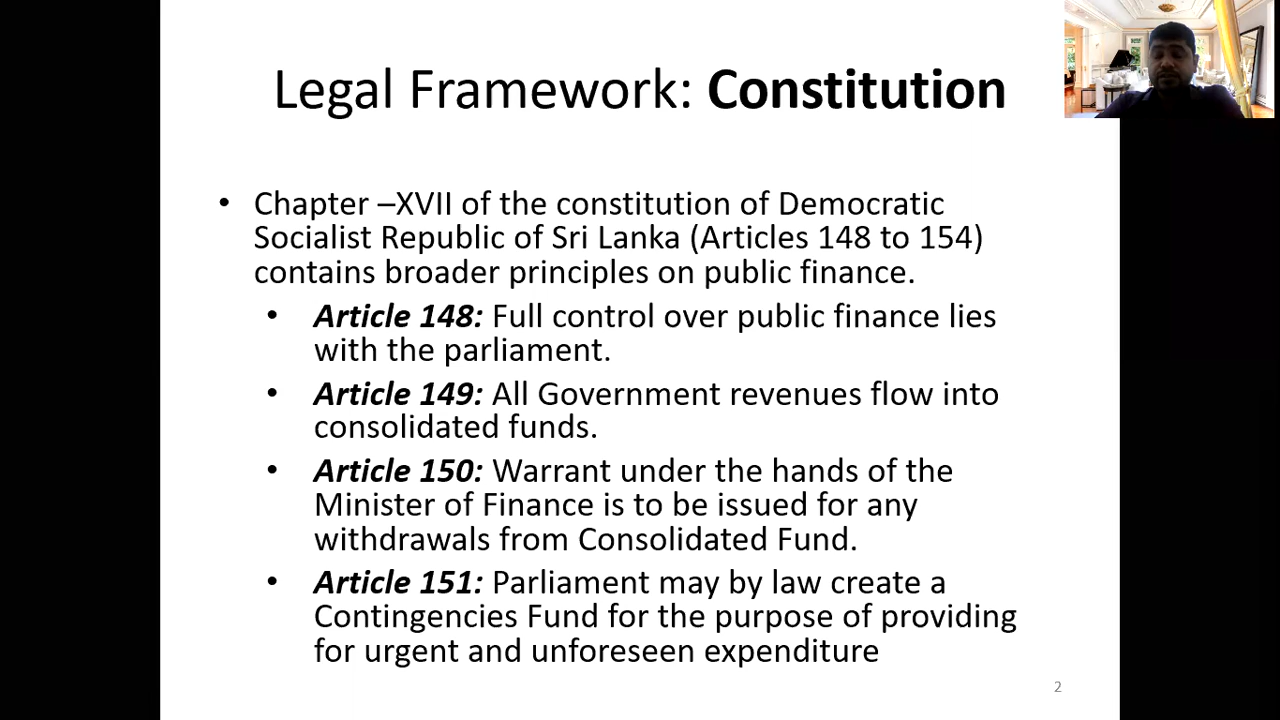 Legal Framework: Constitution
• Chapter –XVII of the constitution of Democratic
Socialist Republic of Sri Lanka (Articles 148 to 154)
contains broader principles on public finance.
• Article 148: Full control over public finance lies
with the parliament.
• Article 149: All Government revenues flow into
consolidated funds.
• Article 150: Warrant under the hands of the
Minister of Finance is to be issued for any
withdrawals from Consolidated Fund.
• Article 151: Parliament may by law create a
Contingencies Fund for the purpose of providing
for urgent and unforeseen expenditure
2